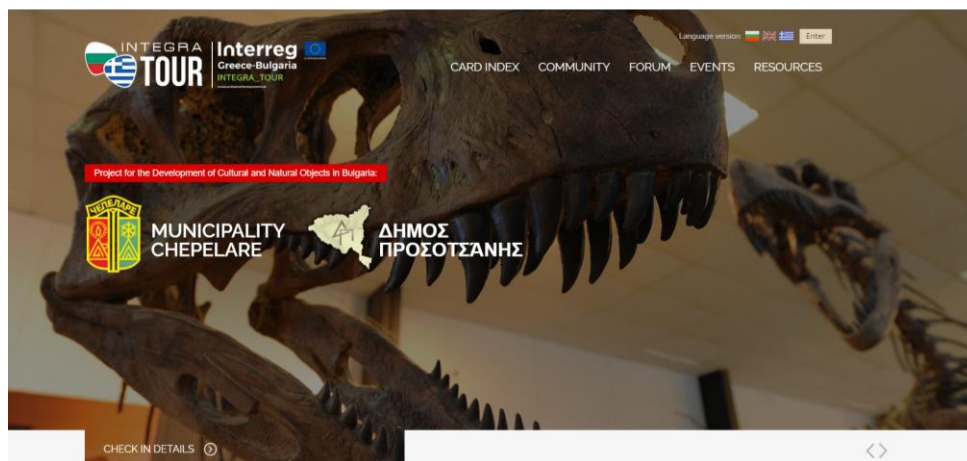 INTEGRA
TOUR
Interreg
Greece-Bulgaria
INTEGRA_TOUR
Language version:
Enter
CARD INDEX COMMUNITY FORUM EVENTS RESOURCES
Project for the Development of Cultural and Natural Objects in Bulgaria:
ЧЕПЕЛАРЕ
MUNICIPALITY
CHEPELARE
ΔΗΜΟΣ
ΠΡΟΣΟΤΣΆΝΗΣ
CHECK IN DETAILS